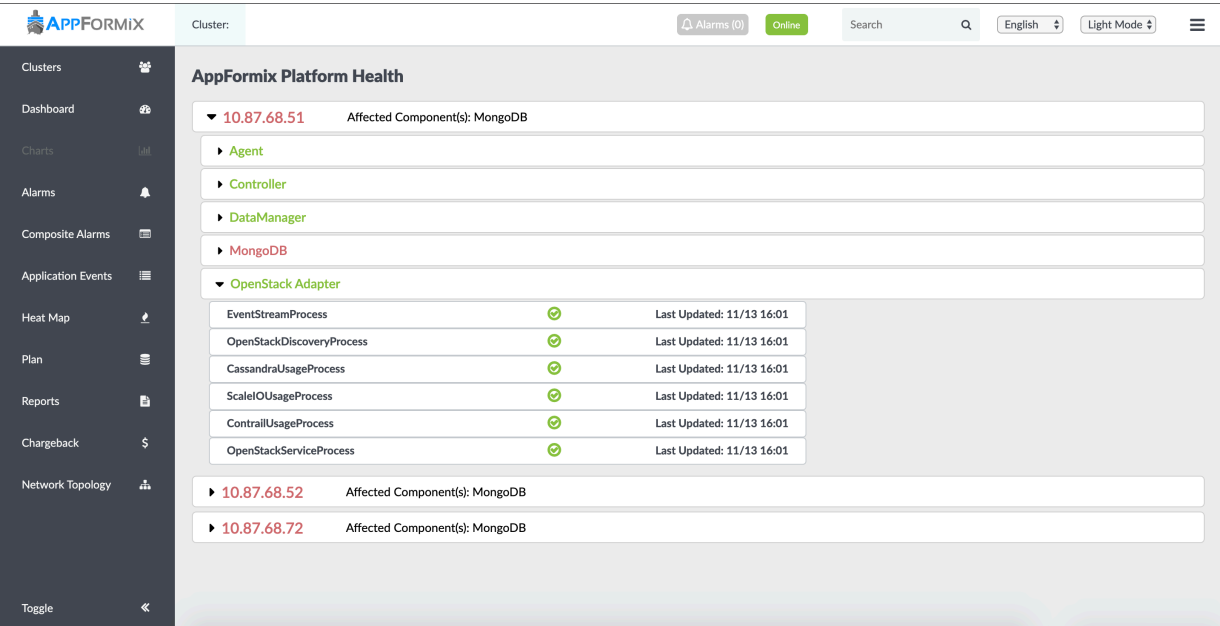 APPFORMIX
Cluster:
Alarms (0)
Online
Search
English
Light Mode
Clusters
Dashboard
Charts
Alarms
Composite Alarms
Application Events
Heat Map
Plan
Reports
Chargeback
Network Topology
Toggle
AppFormix Platform Health
10.87.68.51 Affected Component(s): MongoDB
Agent
Controller
DataManager
MongoDB
OpenStack Adapter
EventStreamProcess Last Updated: 11/13 16:01
OpenStackDiscoveryProcess Last Updated: 11/13 16:01
CassandraUsageProcess Last Updated: 11/13 16:01
ScaleIOUsageProcess Last Updated: 11/13 16:01
ContrailUsageProcess Last Updated: 11/13 16:01
OpenStackServiceProcess Last Updated: 11/13 16:01
10.87.68.52 Affected Component(s): MongoDB
10.87.68.72 Affected Component(s): MongoDB